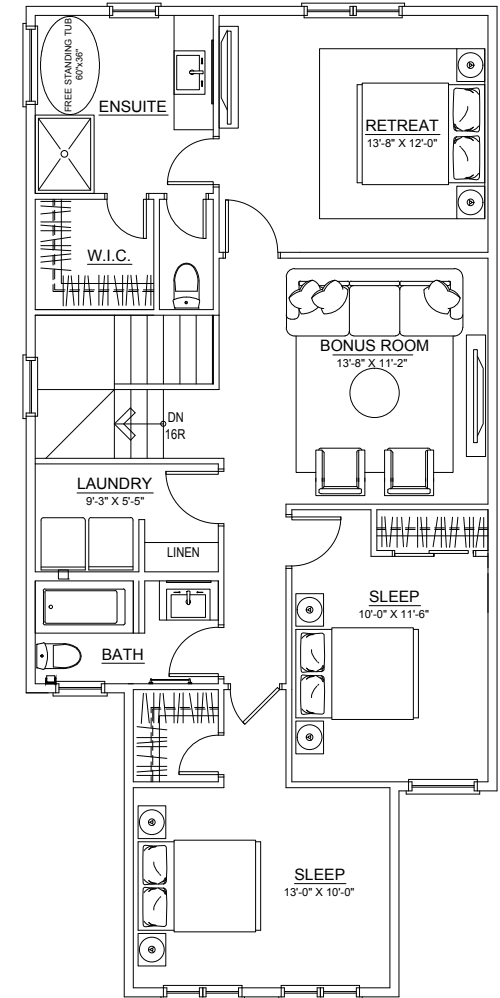 FREE STANDING TUB
60"x36"
ENSUITE
RETREAT
13'-8" X 12'-0"
W.I.C.
BONUS ROOM
13'-8" X 11'-2"
DN
16R
LAUNDRY
9'-3" X 5'-5"
LINEN
SLEEP
10'-0" X 11'-6"
BATH
SLEEP
13'-0" X 10'-0"